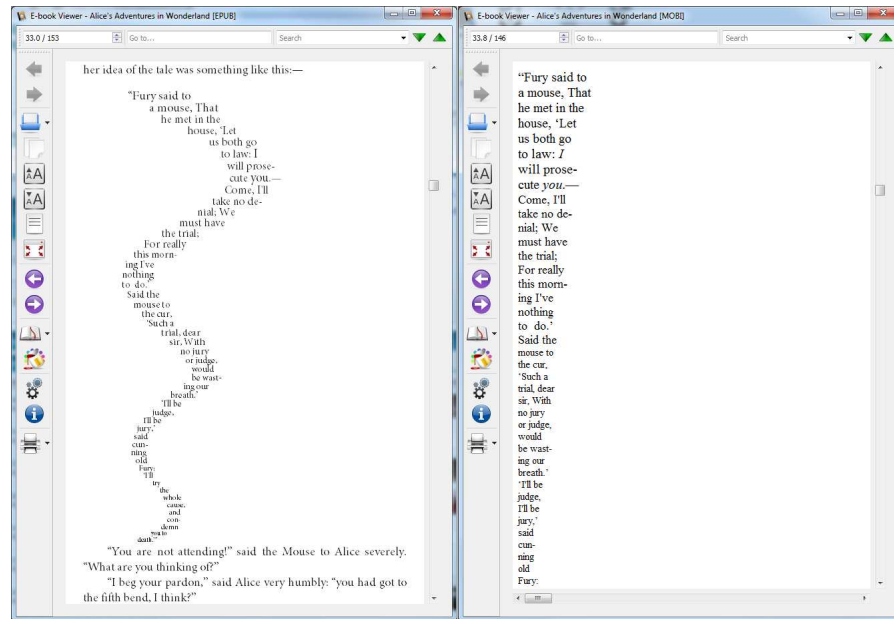 E-book Viewer - Alice's Adventures in Wonderland [EPUB]
33.0 / 153
Go to...
Search
her idea of the tale was something like this:—
“Fury said to
a mouse, That
he met in the
house, ‘Let
us both go
to law: I
will prose-
cute you.—
Come, I'll
take no de-
nial; We
must have
the trial;
For really
this morn-
ing I've
nothing
to do.’
Said the
mouse to
the cur,
‘Such a
trial, dear
sir, With
no jury
or judge,
would
be wast-
ing our
breath.’
‘I'll be
judge,
I'll be
jury,’
said
cun-
ning
old
Fury:
‘I'll
try
the
whole
cause,
and
con-
demn
you to
death.’”
“You are not attending!” said the Mouse to Alice severely.
“What are you thinking of?”
“I beg your pardon,” said Alice very humbly: “you had got to
the fifth bend, I think?”
E-book Viewer - Alice's Adventures in Wonderland [MOBI]
33.8 / 146
Go to...
Search
“Fury said to
a mouse, That
he met in the
house, ‘Let
us both go
to law: I
will prose-
cute you.—
Come, I'll
take no de-
nial; We
must have
the trial;
For really
this morn-
ing I've
nothing
to do.’
Said the
mouse to
the cur,
‘Such a
trial, dear
sir, With
no jury
or judge,
would
be wast-
ing our
breath.’
‘I'll be
judge,
I'll be
jury,’
said
cun-
ning
old
Fury: